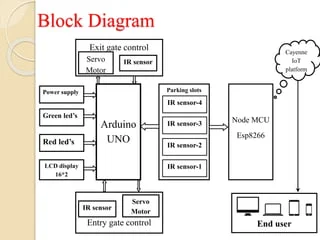 Block Diagram
Exit gate control
Servo
Motor
IR sensor
Cayenne
IoT
platform
Power supply
Green led's
Red led's
LCD display
16*2
Arduino
UNO
Parking slots
IR sensor-4
IR sensor-3
IR sensor-2
IR sensor-1
Node MCU
Esp8266
IR sensor
Servo
Motor
Entry gate control
End user